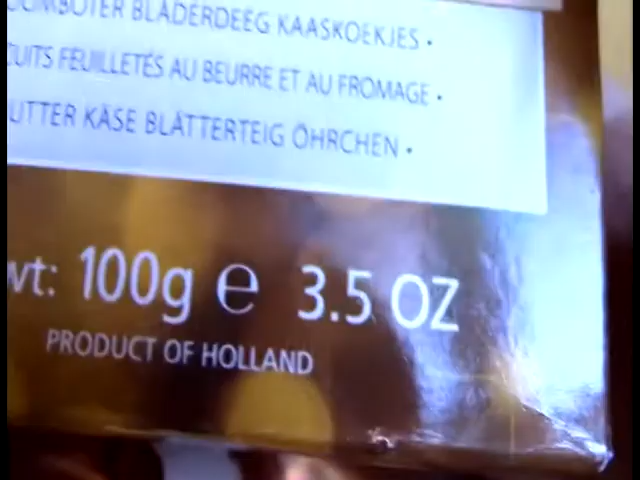 BLADERDEEG KAASKOEKJES •
FEUILLETÉS AU BEURRE ET AU FROMAGE •
KÄSE BLÄTTERTEIG ÖHRCHEN •
100g e 3.5 OZ
PRODUCT OF HOLLAND